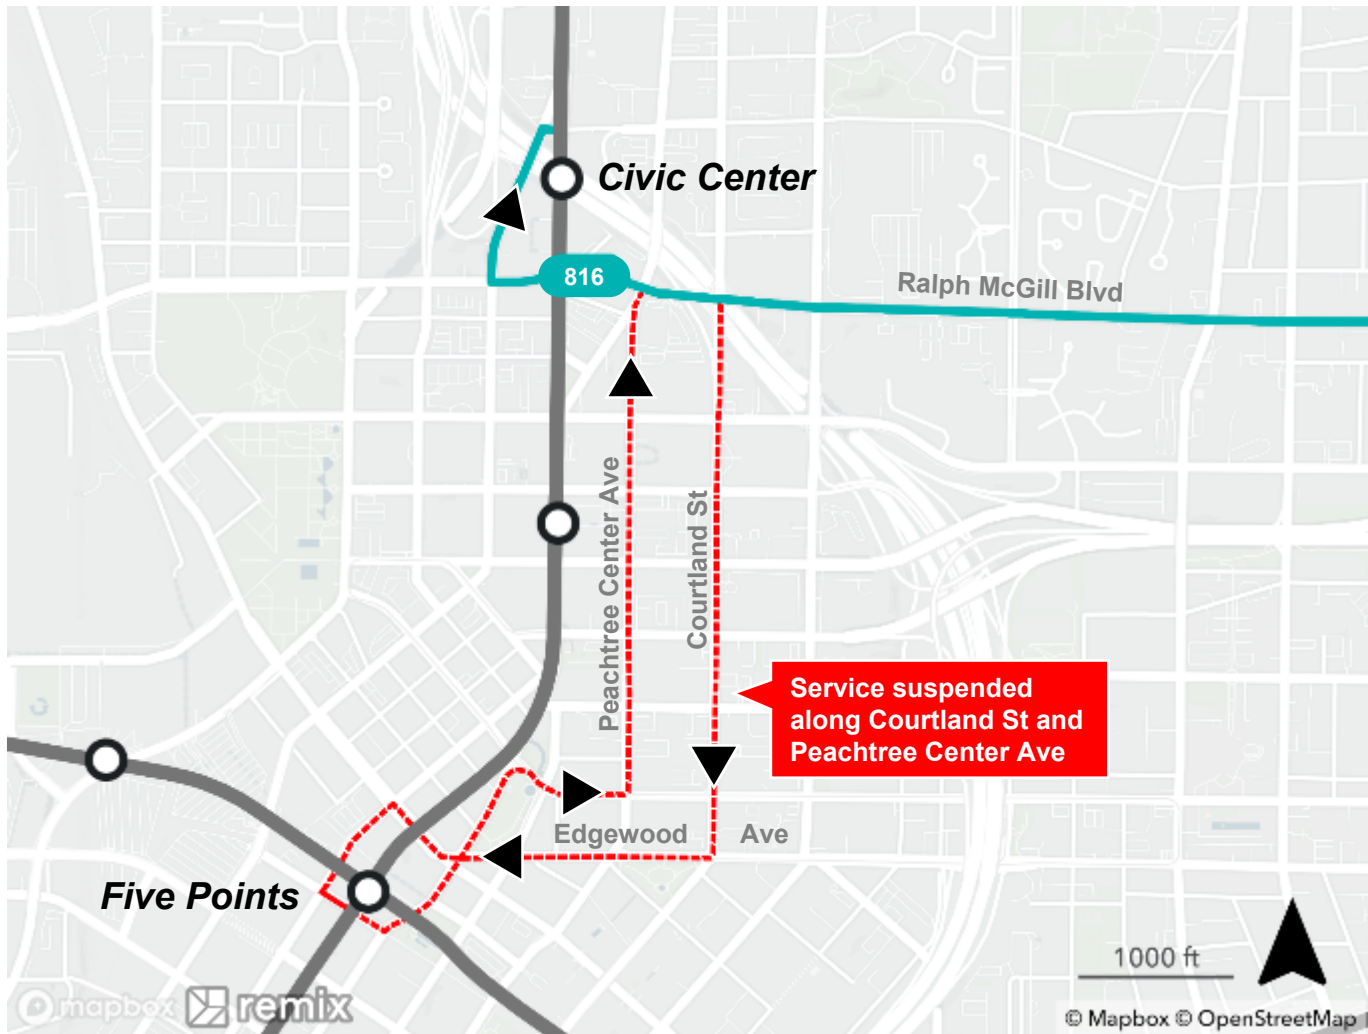 Civic Center
816
Ralph McGill Blvd
Peachtree Center Ave
Courtland St
Service suspended
along Courtland St and
Peachtree Center Ave
Edgewood Ave
Five Points
1000 ft
mapbox remix
© Mapbox © OpenStreetMap